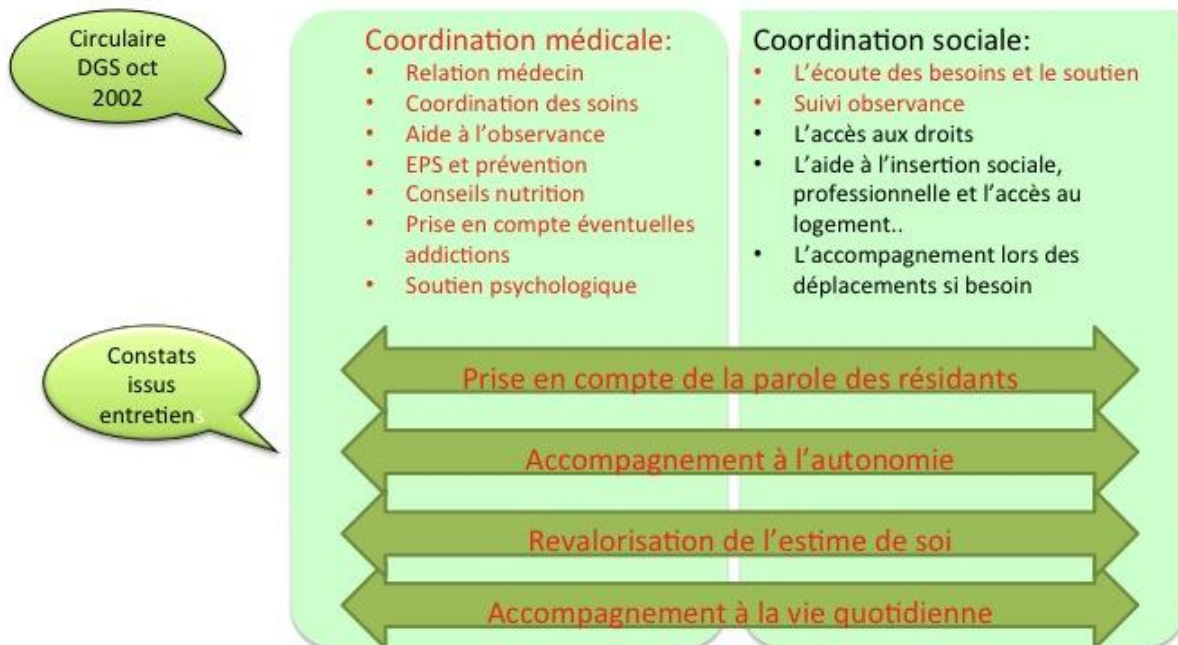 Circulaire
DGS oct
2002
Coordination médicale:
• Relation médecin
• Coordination des soins
• Aide à l'observance
• EPS et prévention
• Conseils nutrition
• Prise en compte éventuelles
addictions
• Soutien psychologique
Coordination sociale:
• L'écoute des besoins et le soutien
• Suivi observance
• L'accès aux droits
• L'aide à l'insertion sociale,
professionnelle et l'accès au
logement..
• L'accompagnement lors des
déplacements si besoin
Constats
issus
entretiens
Prise en compte de la parole des résidants
Accompagnement à l'autonomie
Revalorisation de l'estime de soi
Accompagnement à la vie quotidienne